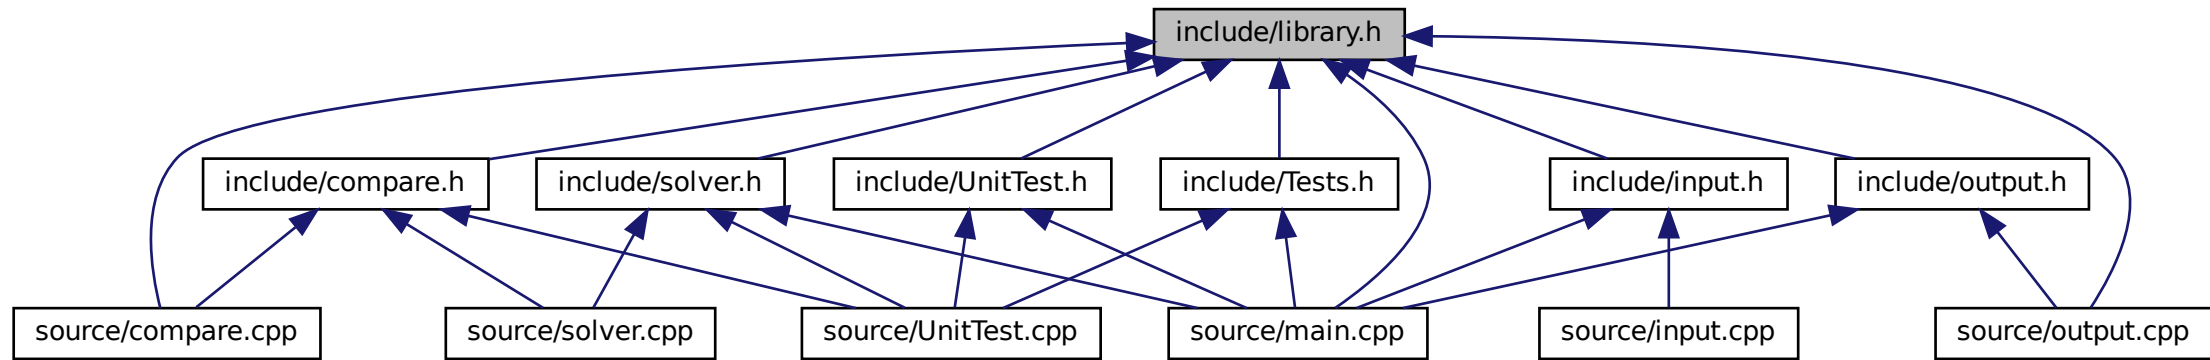 include/library.h
include/compare.h
include/solver.h
include/UnitTest.h
include/Tests.h
include/input.h
include/output.h
source/compare.cpp
source/solver.cpp
source/UnitTest.cpp
source/main.cpp
source/input.cpp
source/output.cpp